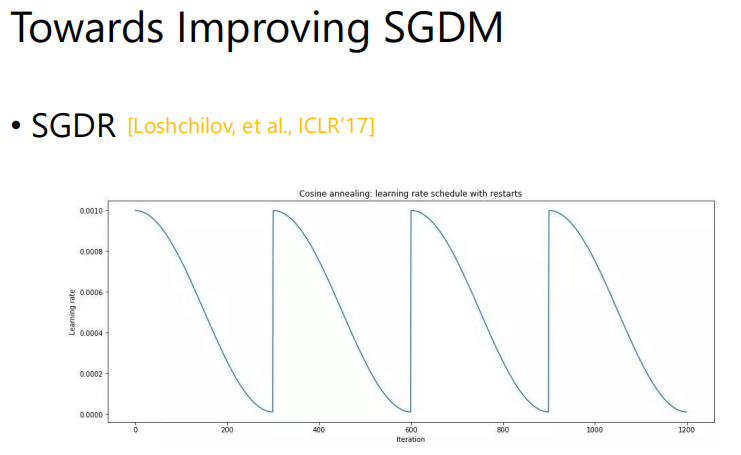 Towards Improving SGDM
• SGDR [Loshchilov, et al., ICLR’17]
Cosine annealing: learning rate schedule with restarts
0.0010
0.0008
0.0006
0.0004
0.0002
0.0000
Learning rate
0 200 400 600 800 1000 1200
Iteration